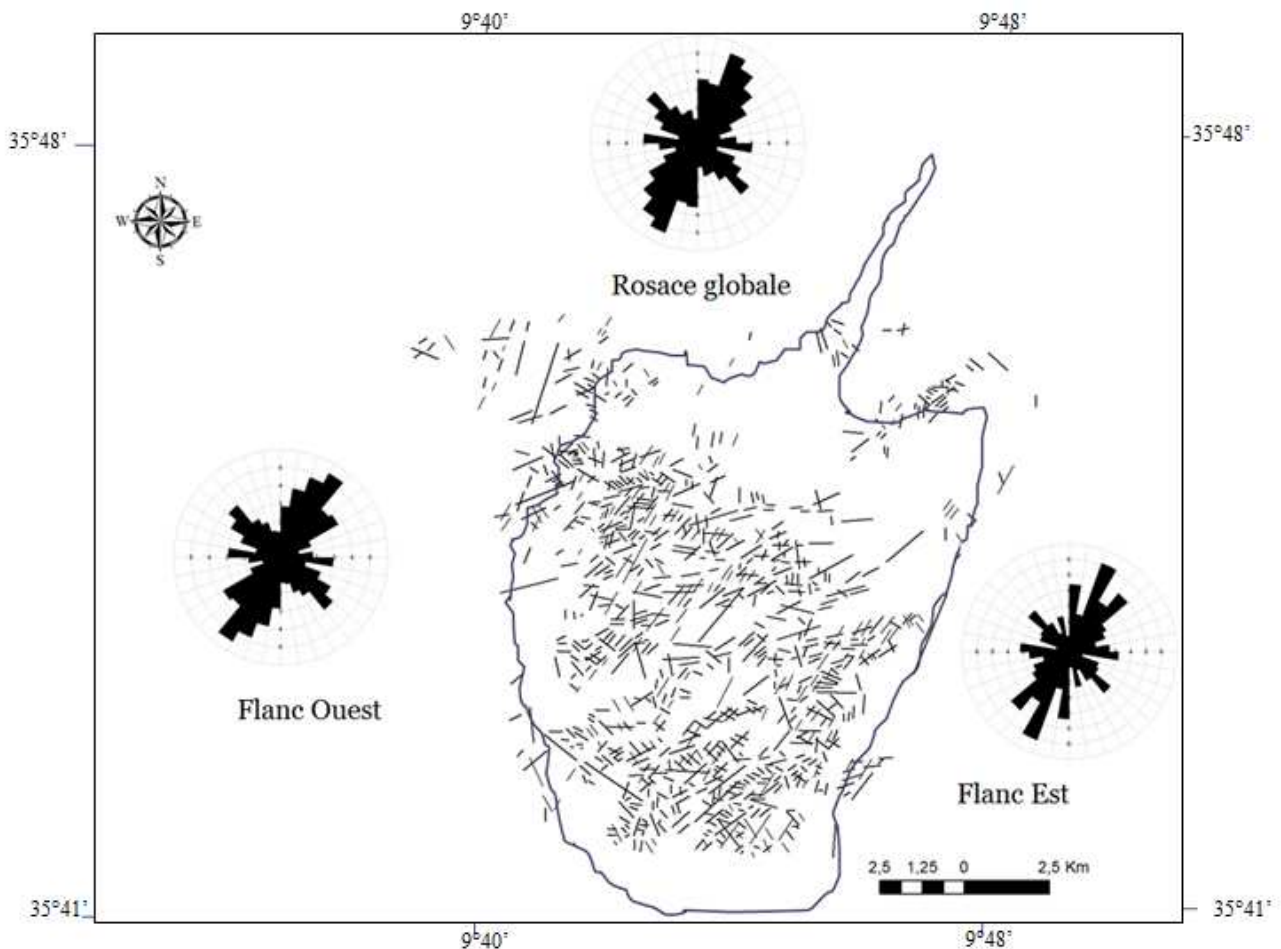 9°40'
9°48'
35°48'
35°48'
N
W
E
S
Rosace globale
Flanc Ouest
Flanc Est
2,5 1,25 0 2,5 Km
35°41'
35°41'
9°40'
9°48'